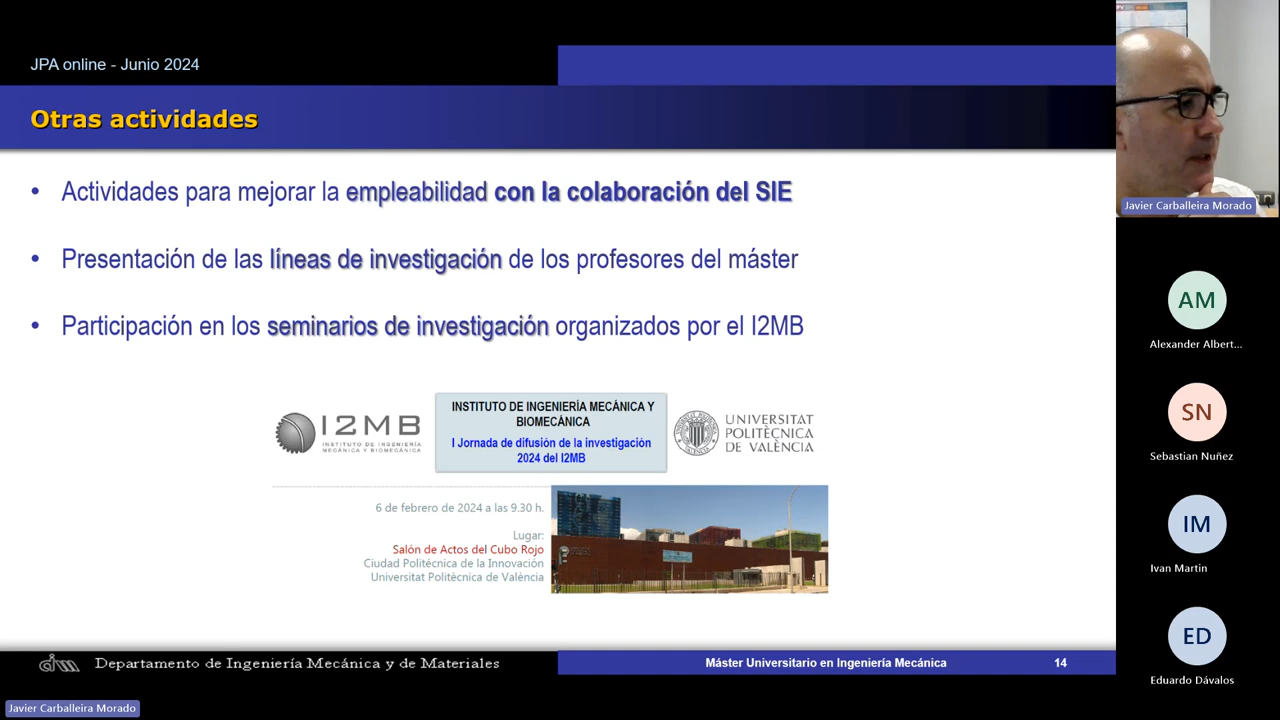 JPA online - Junio 2024
Otras actividades
• Actividades para mejorar la empleabilidad con la colaboración del SIE
• Presentación de las líneas de investigación de los profesores del máster
• Participación en los seminarios de investigación organizados por el I2MB
I2MB
INSTITUTO DE INGENIERÍA
MECÁNICA Y BIOMECÁNICA
INSTITUTO DE INGENIERÍA MECÁNICA Y
BIOMECÁNICA
I Jornada de difusión de la investigación
2024 del I2MB
UNIVERSITAT
POLITÈCNICA
DE VALÈNCIA
6 de febrero de 2024 a las 9.30 h.
Lugar:
Salón de Actos del Cubo Rojo
Ciudad Politécnica de la Innovación
Universitat Politècnica de València
Departamento de Ingeniería Mecánica y de Materiales
Máster Universitario en Ingeniería Mecánica
14
Javier Carballeira Morado
Javier Carballeira Morado
AM
Alexander Albert...
SN
Sebastian Nuñez
IM
Ivan Martin
ED
Eduardo Dávalos